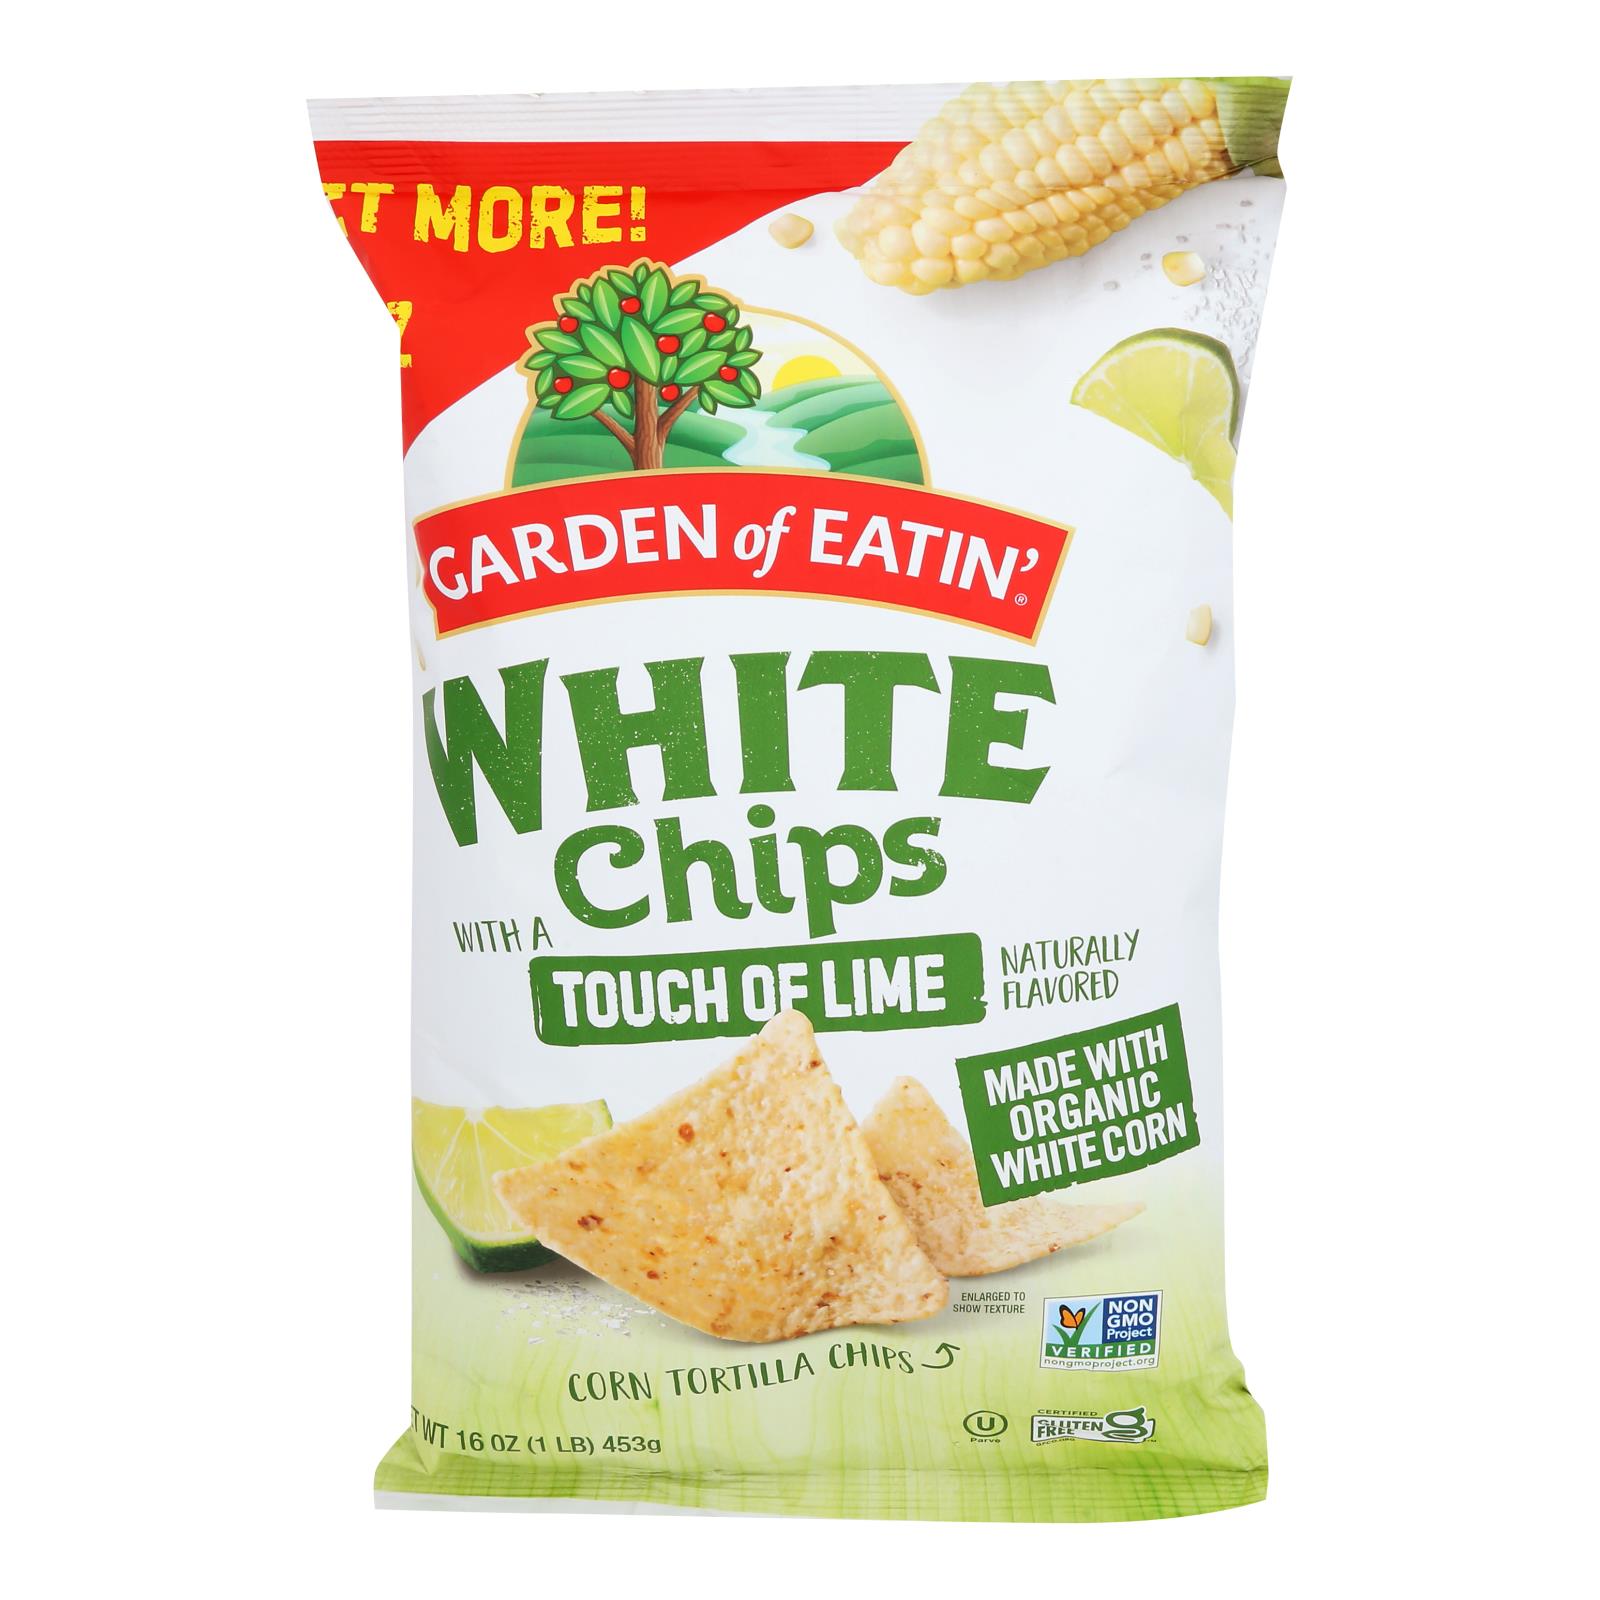 MORE!
GARDEN of EATIN'®
WHITE
Chips
WITH A
TOUCH OF LIME
NATURALLY
FLAVORED
MADE WITH
ORGANIC
WHITE CORN
ENLARGED TO
SHOW TEXTURE
NON
GMO
Project
VERIFIED
nongmoproject.org
CORN TORTILLA CHIPS
WT 16 OZ (1 LB) 453g
U
Parve
CERTIFIED
GLUTEN
FREE
GFCO.ORG